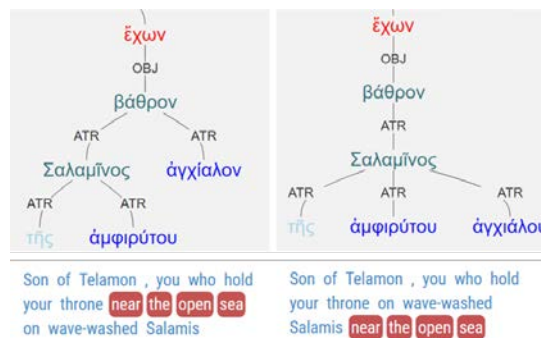 ἔχων
OBJ
βάθρον
ATR
ATR
Σαλαμῖνος
ἀγχίαλον
ATR
ATR
τῆς
ἀμφιρύτου
Son of Telamon , you who hold
your throne near the open sea
on wave-washed Salamis
ἔχων
OBJ
βάθρον
ATR
Σαλαμῖνος
ATR
ATR
ATR
τῆς
ἀμφιρύτου
ἀγχιάλου
Son of Telamon , you who hold
your throne on wave-washed
Salamis near the open sea